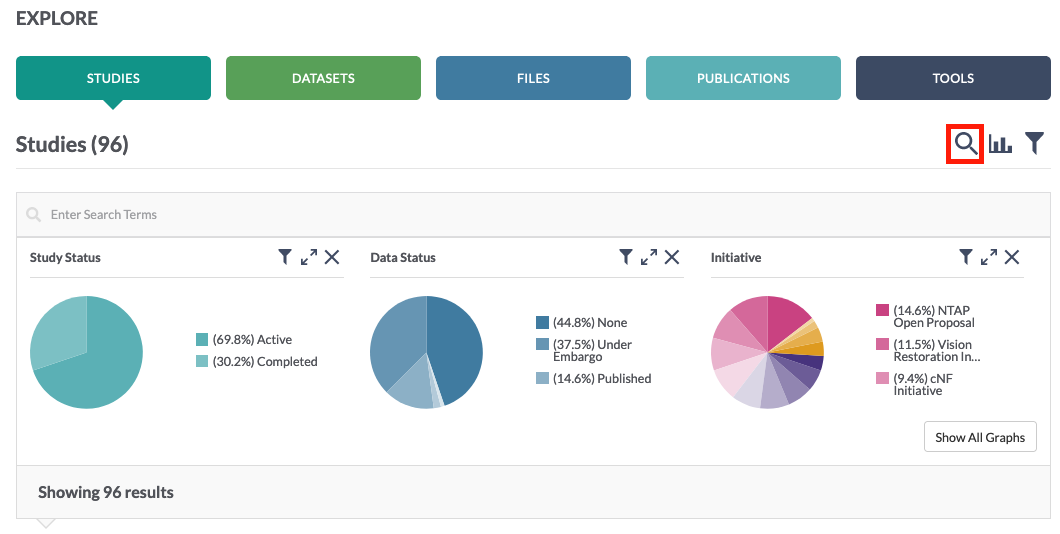 EXPLORE
STUDIES
DATASETS
FILES
PUBLICATIONS
TOOLS
Studies (96)
Enter Search Terms
Study Status
(69.8%) Active
(30.2%) Completed
Data Status
(44.8%) None
(37.5%) Under
Embargo
(14.6%) Published
Initiative
(14.6%) NTAP
Open Proposal
(11.5%) Vision
Restoration In...
(9.4%) cNF
Initiative
Show All Graphs
Showing 96 results